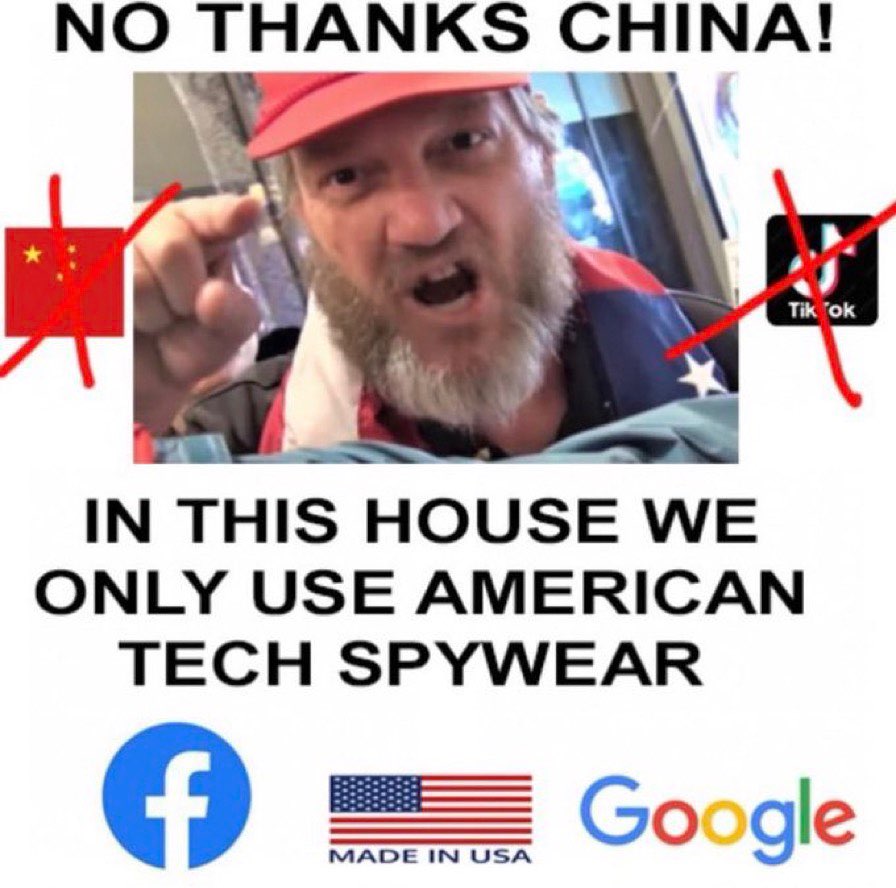 NO THANKS CHINA!
TikTok
IN THIS HOUSE WE
ONLY USE AMERICAN
TECH SPYWEAR
f
MADE IN USA
Google